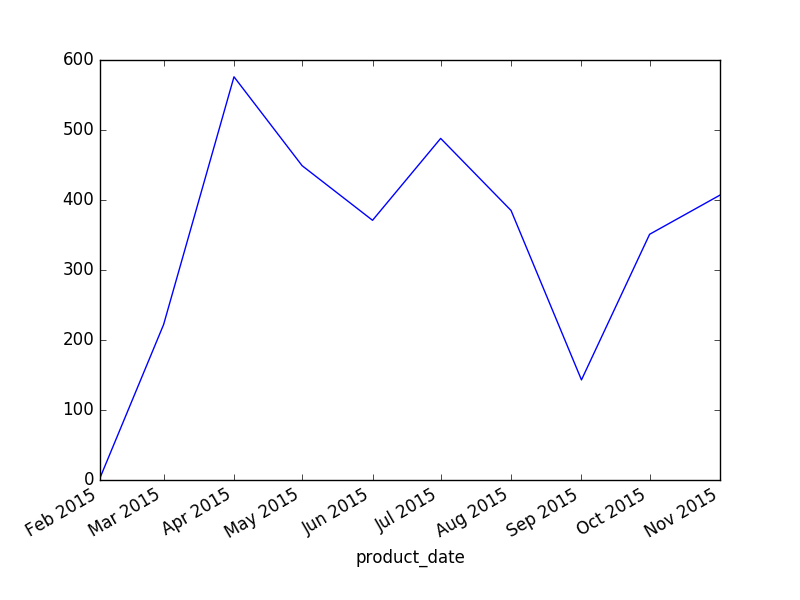 600
500
400
300
200
100
0
Feb 2015
Mar 2015
Apr 2015
May 2015
Jun 2015
Jul 2015
Aug 2015
Sep 2015
Oct 2015
Nov 2015
product_date